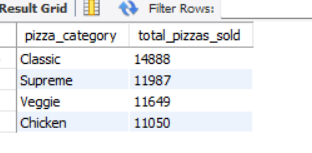 Result Grid Filter Rows:
pizza_category total_pizzas_sold
Classic 14888
Supreme 11987
Veggie 11649
Chicken 11050